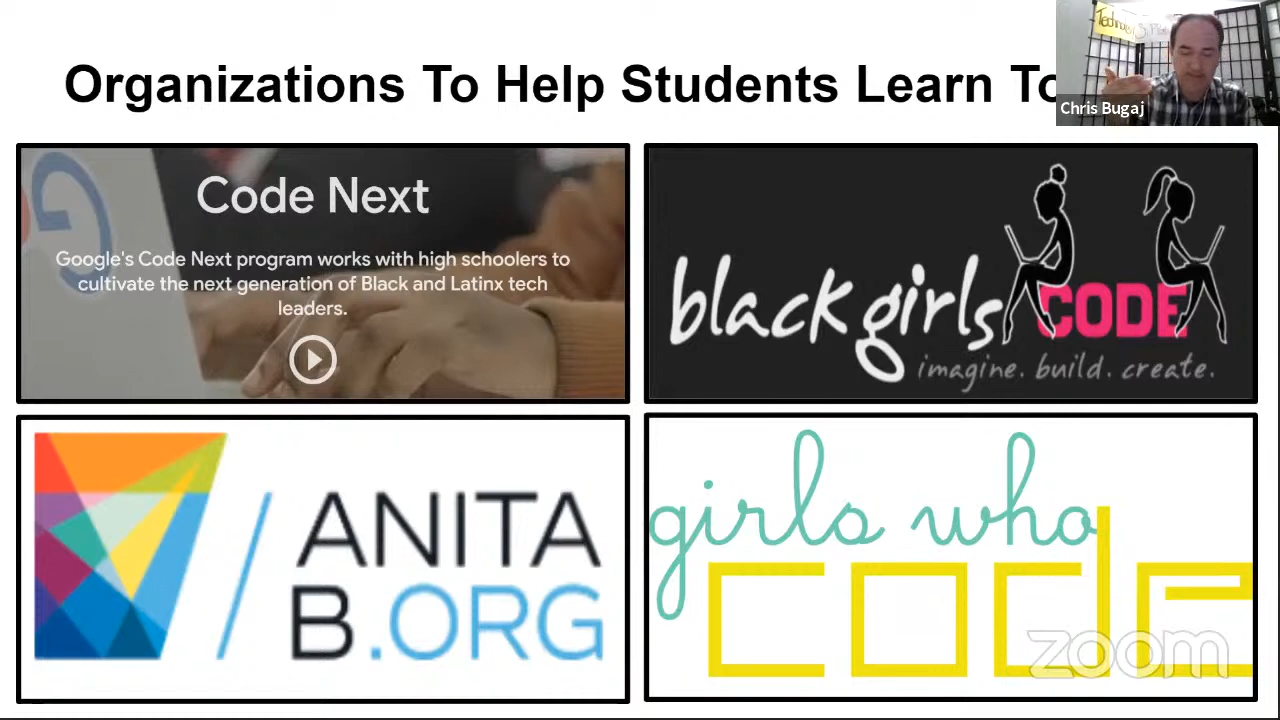 Organizations To Help Students Learn To
Chris Bugaj
Code Next
Google's Code Next program works with high schoolers to
cultivate the next generation of Black and Latinx tech
leaders.
black girls CODE
imagine. build. create.
ANITA
B.ORG
girls who
code
zoom